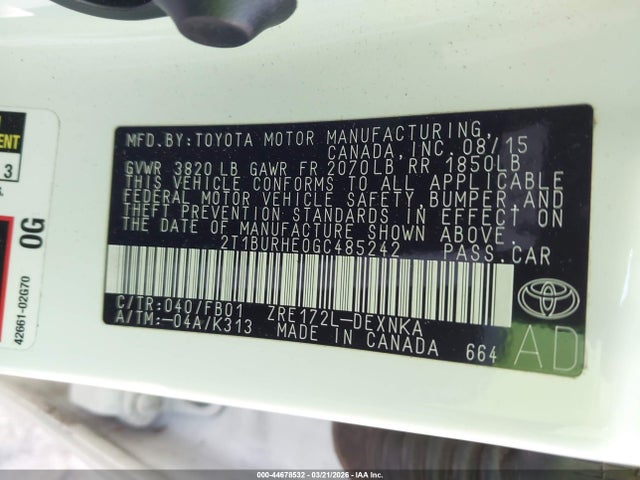 MFD.BY:TOYOTA MOTOR MANUFACTURING,
CANADA,INC.08/15
GVWR 3820 LB GAWR FR 2070LB RR 1850LB
THIS VEHICLE CONFORMS TO ALL APPLICABLE
FEDERAL MOTOR VEHICLE SAFETY,BUMPER,AND
THEFT PREVENTION STANDARDS IN EFFECT ON
THE DATE OF MANUFACTURE SHOWN ABOVE.
2T1BURHE0GC485242 PASS.CAR
C/TR:040/FB01 ZRE172L-DEXNKA
A/TM:-04A/K313 MADE IN CANADA 664
AD
3
0G
42661-02G70
000-44678532 - 03/21/2026 - IAA Inc.